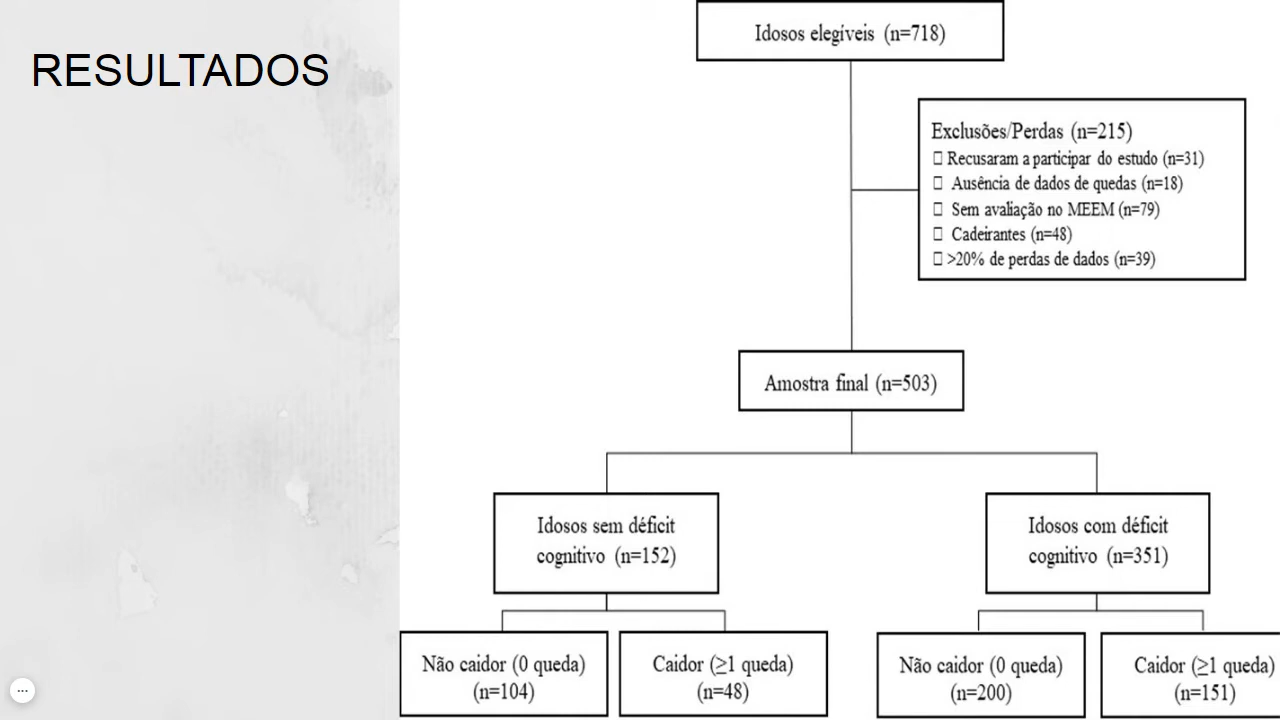 RESULTADOS
Idosos elegíveis (n=718)
Exclusões/Perdas (n=215)
Recusaram a participar do estudo (n=31)
Ausência de dados de quedas (n=18)
Sem avaliação no MEEM (n=79)
Cadeirantes (n=48)
>20% de perdas de dados (n=39)
Amostra final (n=503)
Idosos sem déficit
cognitivo (n=152)
Idosos com déficit
cognitivo (n=351)
Não caidor (0 queda)
(n=104)
Caidor (≥1 queda)
(n=48)
Não caidor (0 queda)
(n=200)
Caidor (≥1 queda)
(n=151)